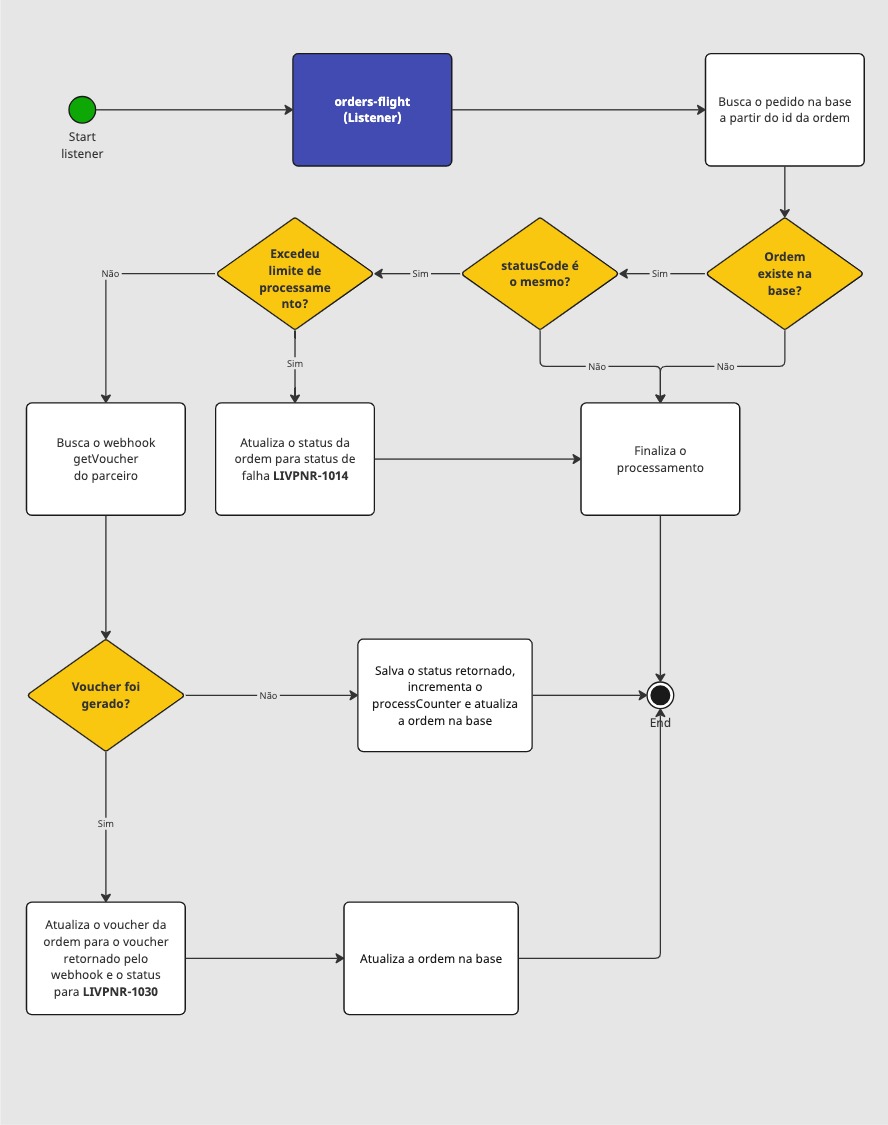 orders-flight
(Listener)
Busca o pedido na base
a partir do id da ordem
Start
listener
Excedeu
limite de
processame
nto?
statusCode é
o mesmo?
Ordem
existe na
base?
Não
Sim
Sim
Sim
Não
Não
Busca o webhook
getVoucher
do parceiro
Atualiza o status da
ordem para status de
falha LIVPNR-1014
Finaliza o
processamento
Voucher foi
gerado?
Não
Salva o status retornado,
incrementa o
processCounter e atualiza
a ordem na base
End
Sim
Atualiza o voucher da
ordem para o voucher
retornado pelo
webhook e o status
para LIVPNR-1030
Atualiza a ordem na base